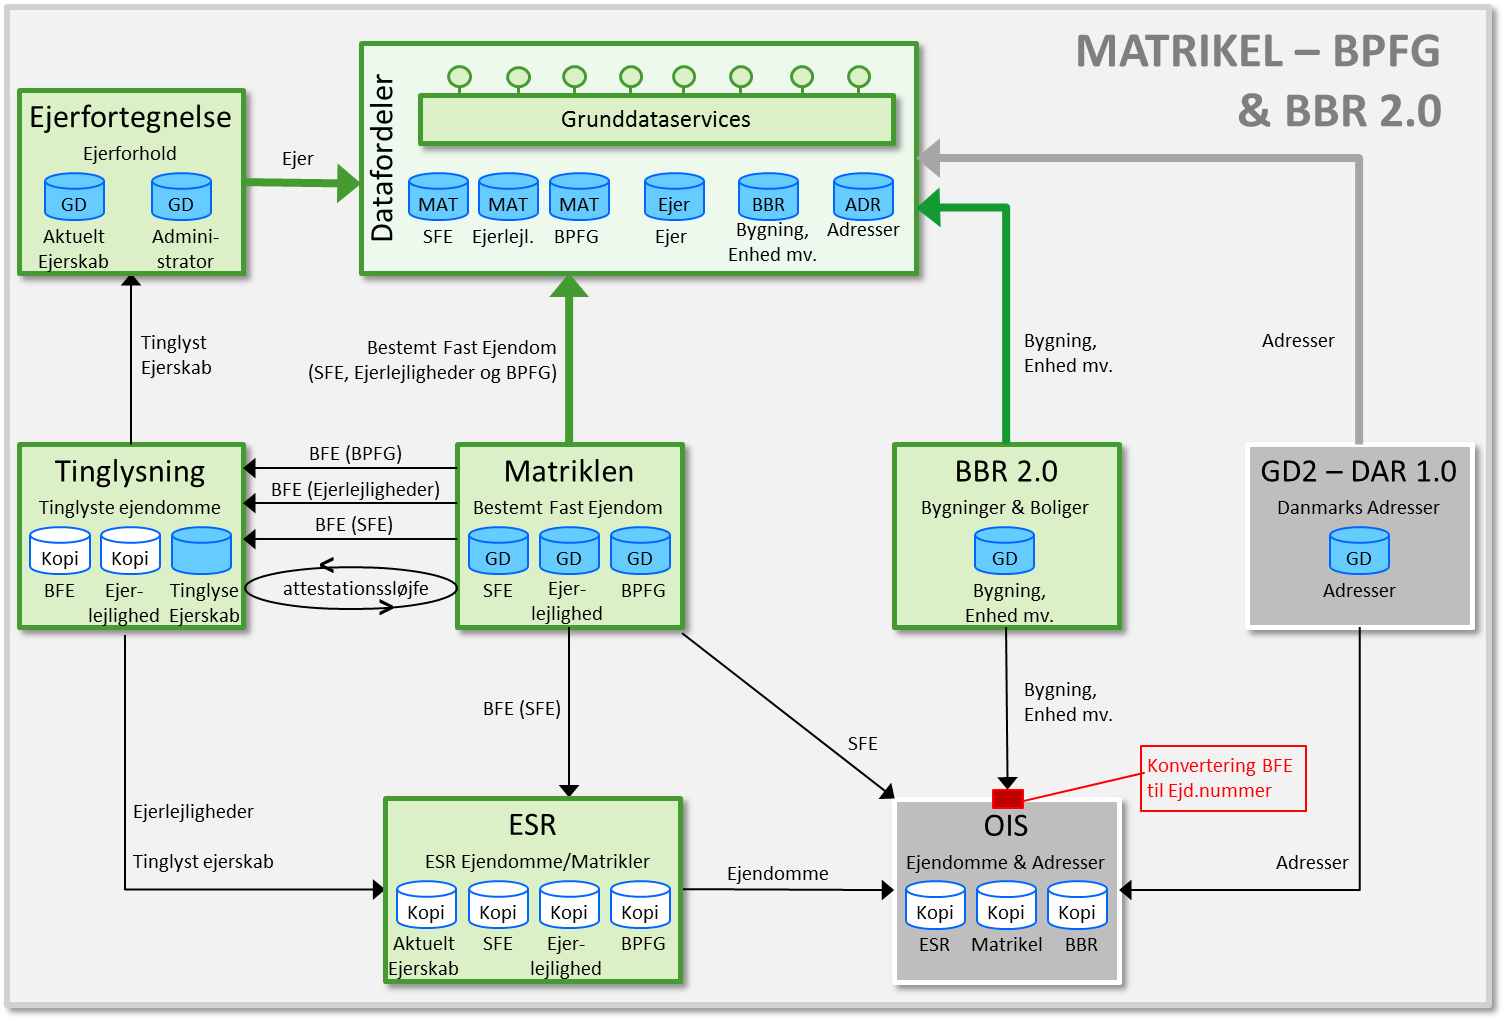 MATRIKEL – BPFG
& BBR 2.0
Ejerfortegnelse
Ejerforhold
GD
GD
Aktuelt
Ejerskab
Admini-
strator
Ejer
Datafordeler
Grunddataservices
MAT
MAT
MAT
Ejer
BBR
ADR
SFE
Ejerlejl.
BPFG
Ejer
Bygning,
Enhed mv.
Adresser
Tinglyst
Ejerskab
Bestemt Fast Ejendom
(SFE, Ejerlejligheder og BPFG)
Bygning,
Enhed mv.
Adresser
Tinglysning
Tinglyste ejendomme
Kopi
Kopi
BFE
Ejer-
lejlighed
Tinglyse
Ejerskab
BFE (BPFG)
BFE (Ejerlejligheder)
BFE (SFE)
attestationssløjfe
Matriklen
Bestemt Fast Ejendom
GD
GD
GD
SFE
Ejer-
lejlighed
BPFG
BBR 2.0
Bygninger & Boliger
GD
Bygning,
Enhed mv.
GD2 – DAR 1.0
Danmarks Adresser
GD
Adresser
BFE (SFE)
SFE
Bygning,
Enhed mv.
Konvertering BFE
til Ejd.nummer
Ejerlejligheder
Tinglyst ejerskab
ESR
ESR Ejendomme/Matrikler
Kopi
Kopi
Kopi
Kopi
Aktuelt
Ejerskab
SFE
Ejer-
lejlighed
BPFG
Ejendomme
OIS
Ejendomme & Adresser
Kopi
Kopi
Kopi
ESR
Matrikel
BBR
Adresser